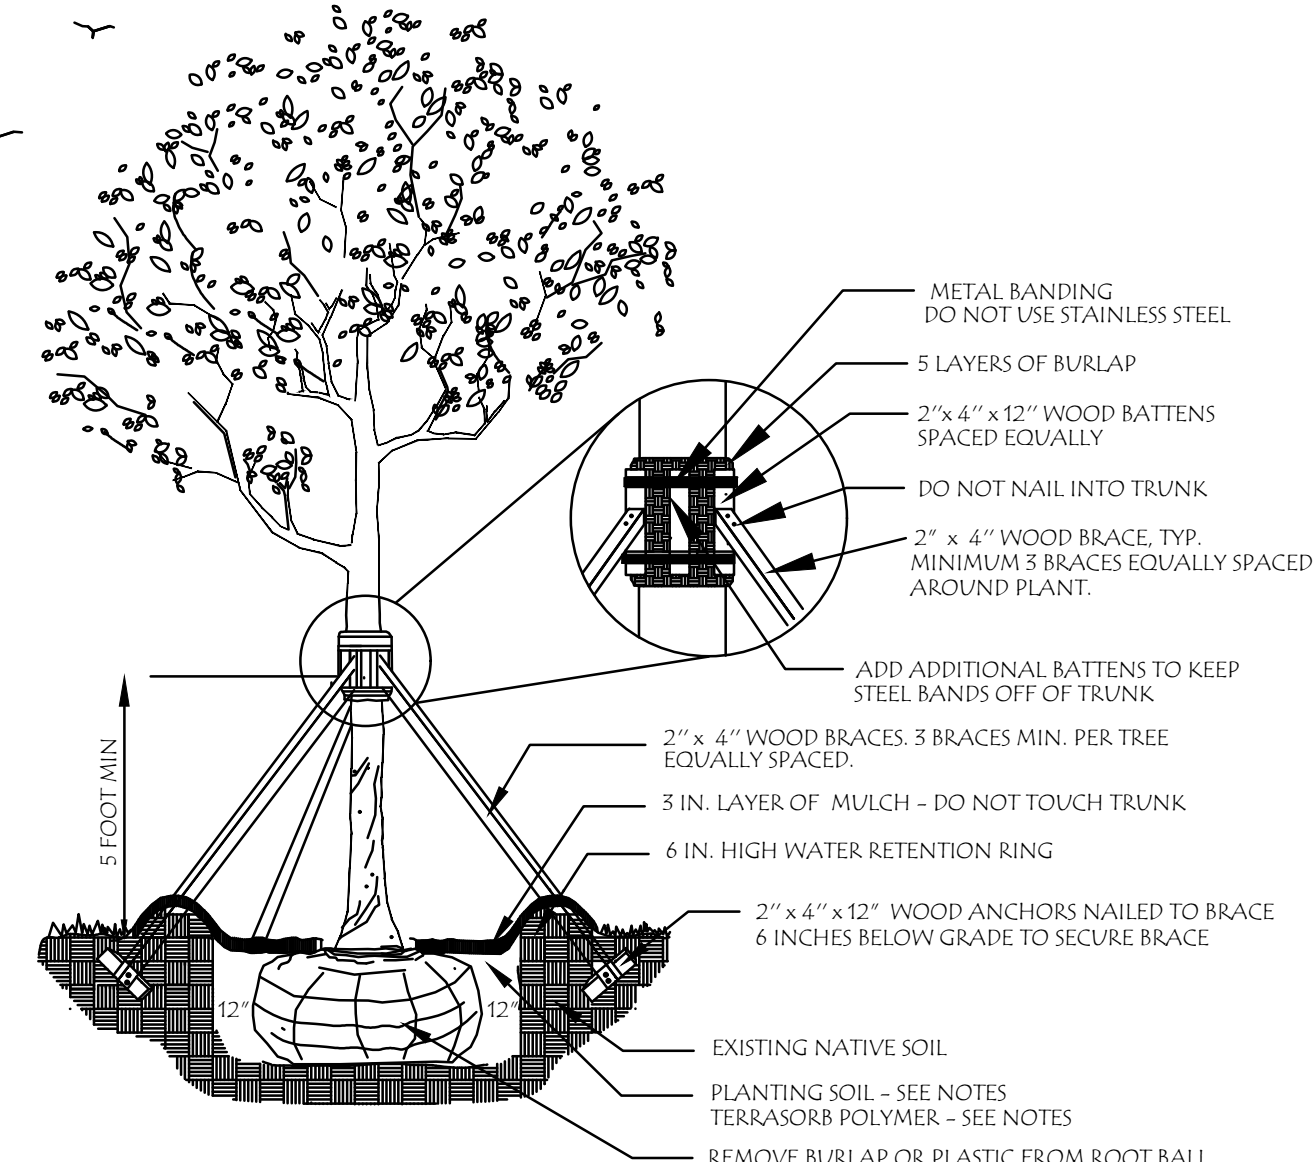 METAL BANDING
DO NOT USE STAINLESS STEEL
5 LAYERS OF BURLAP
2"x 4" x 12" WOOD BATTENS
SPACED EQUALLY
DO NOT NAIL INTO TRUNK
2" x 4" WOOD BRACE, TYP.
MINIMUM 3 BRACES EQUALLY SPACED
AROUND PLANT.
ADD ADDITIONAL BATTENS TO KEEP
STEEL BANDS OFF OF TRUNK
2" x 4" WOOD BRACES. 3 BRACES MIN. PER TREE
EQUALLY SPACED.
5 FOOT MIN
3 IN. LAYER OF MULCH - DO NOT TOUCH TRUNK
6 IN. HIGH WATER RETENTION RING
2" x 4" x 12" WOOD ANCHORS NAILED TO BRACE
6 INCHES BELOW GRADE TO SECURE BRACE
12" 12"
EXISTING NATIVE SOIL
PLANTING SOIL - SEE NOTES
TERRASORB POLYMER - SEE NOTES
REMOVE BURLAP OR PLASTIC FROM ROOT BALL